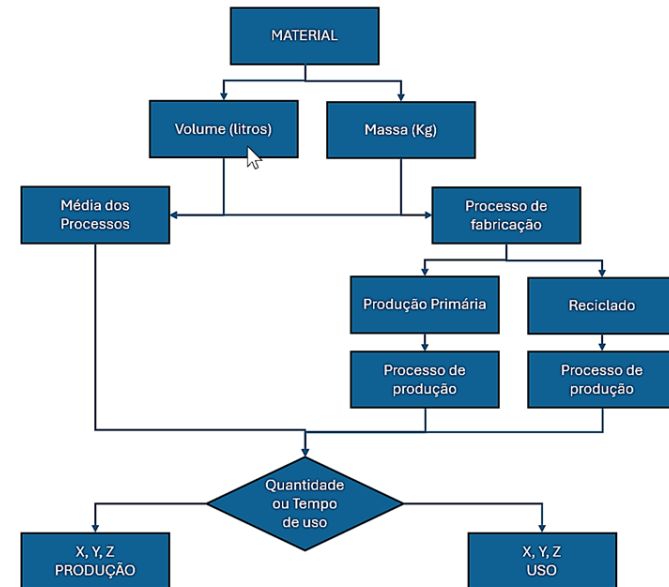 MATERIAL
Volume (litros)
Massa (Kg)
Média dos
Processos
Processo de
fabricação
Produção Primária
Reciclado
Processo de
produção
Processo de
produção
Quantidade
ou Tempo
de uso
X, Y, Z
PRODUÇÃO
X, Y, Z
USO